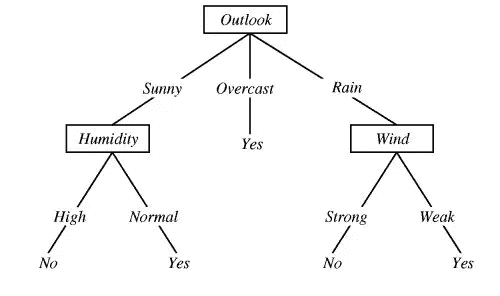 Outlook
Sunny Overcast Rain
Humidity Yes Wind
High Normal Strong Weak
No Yes No Yes